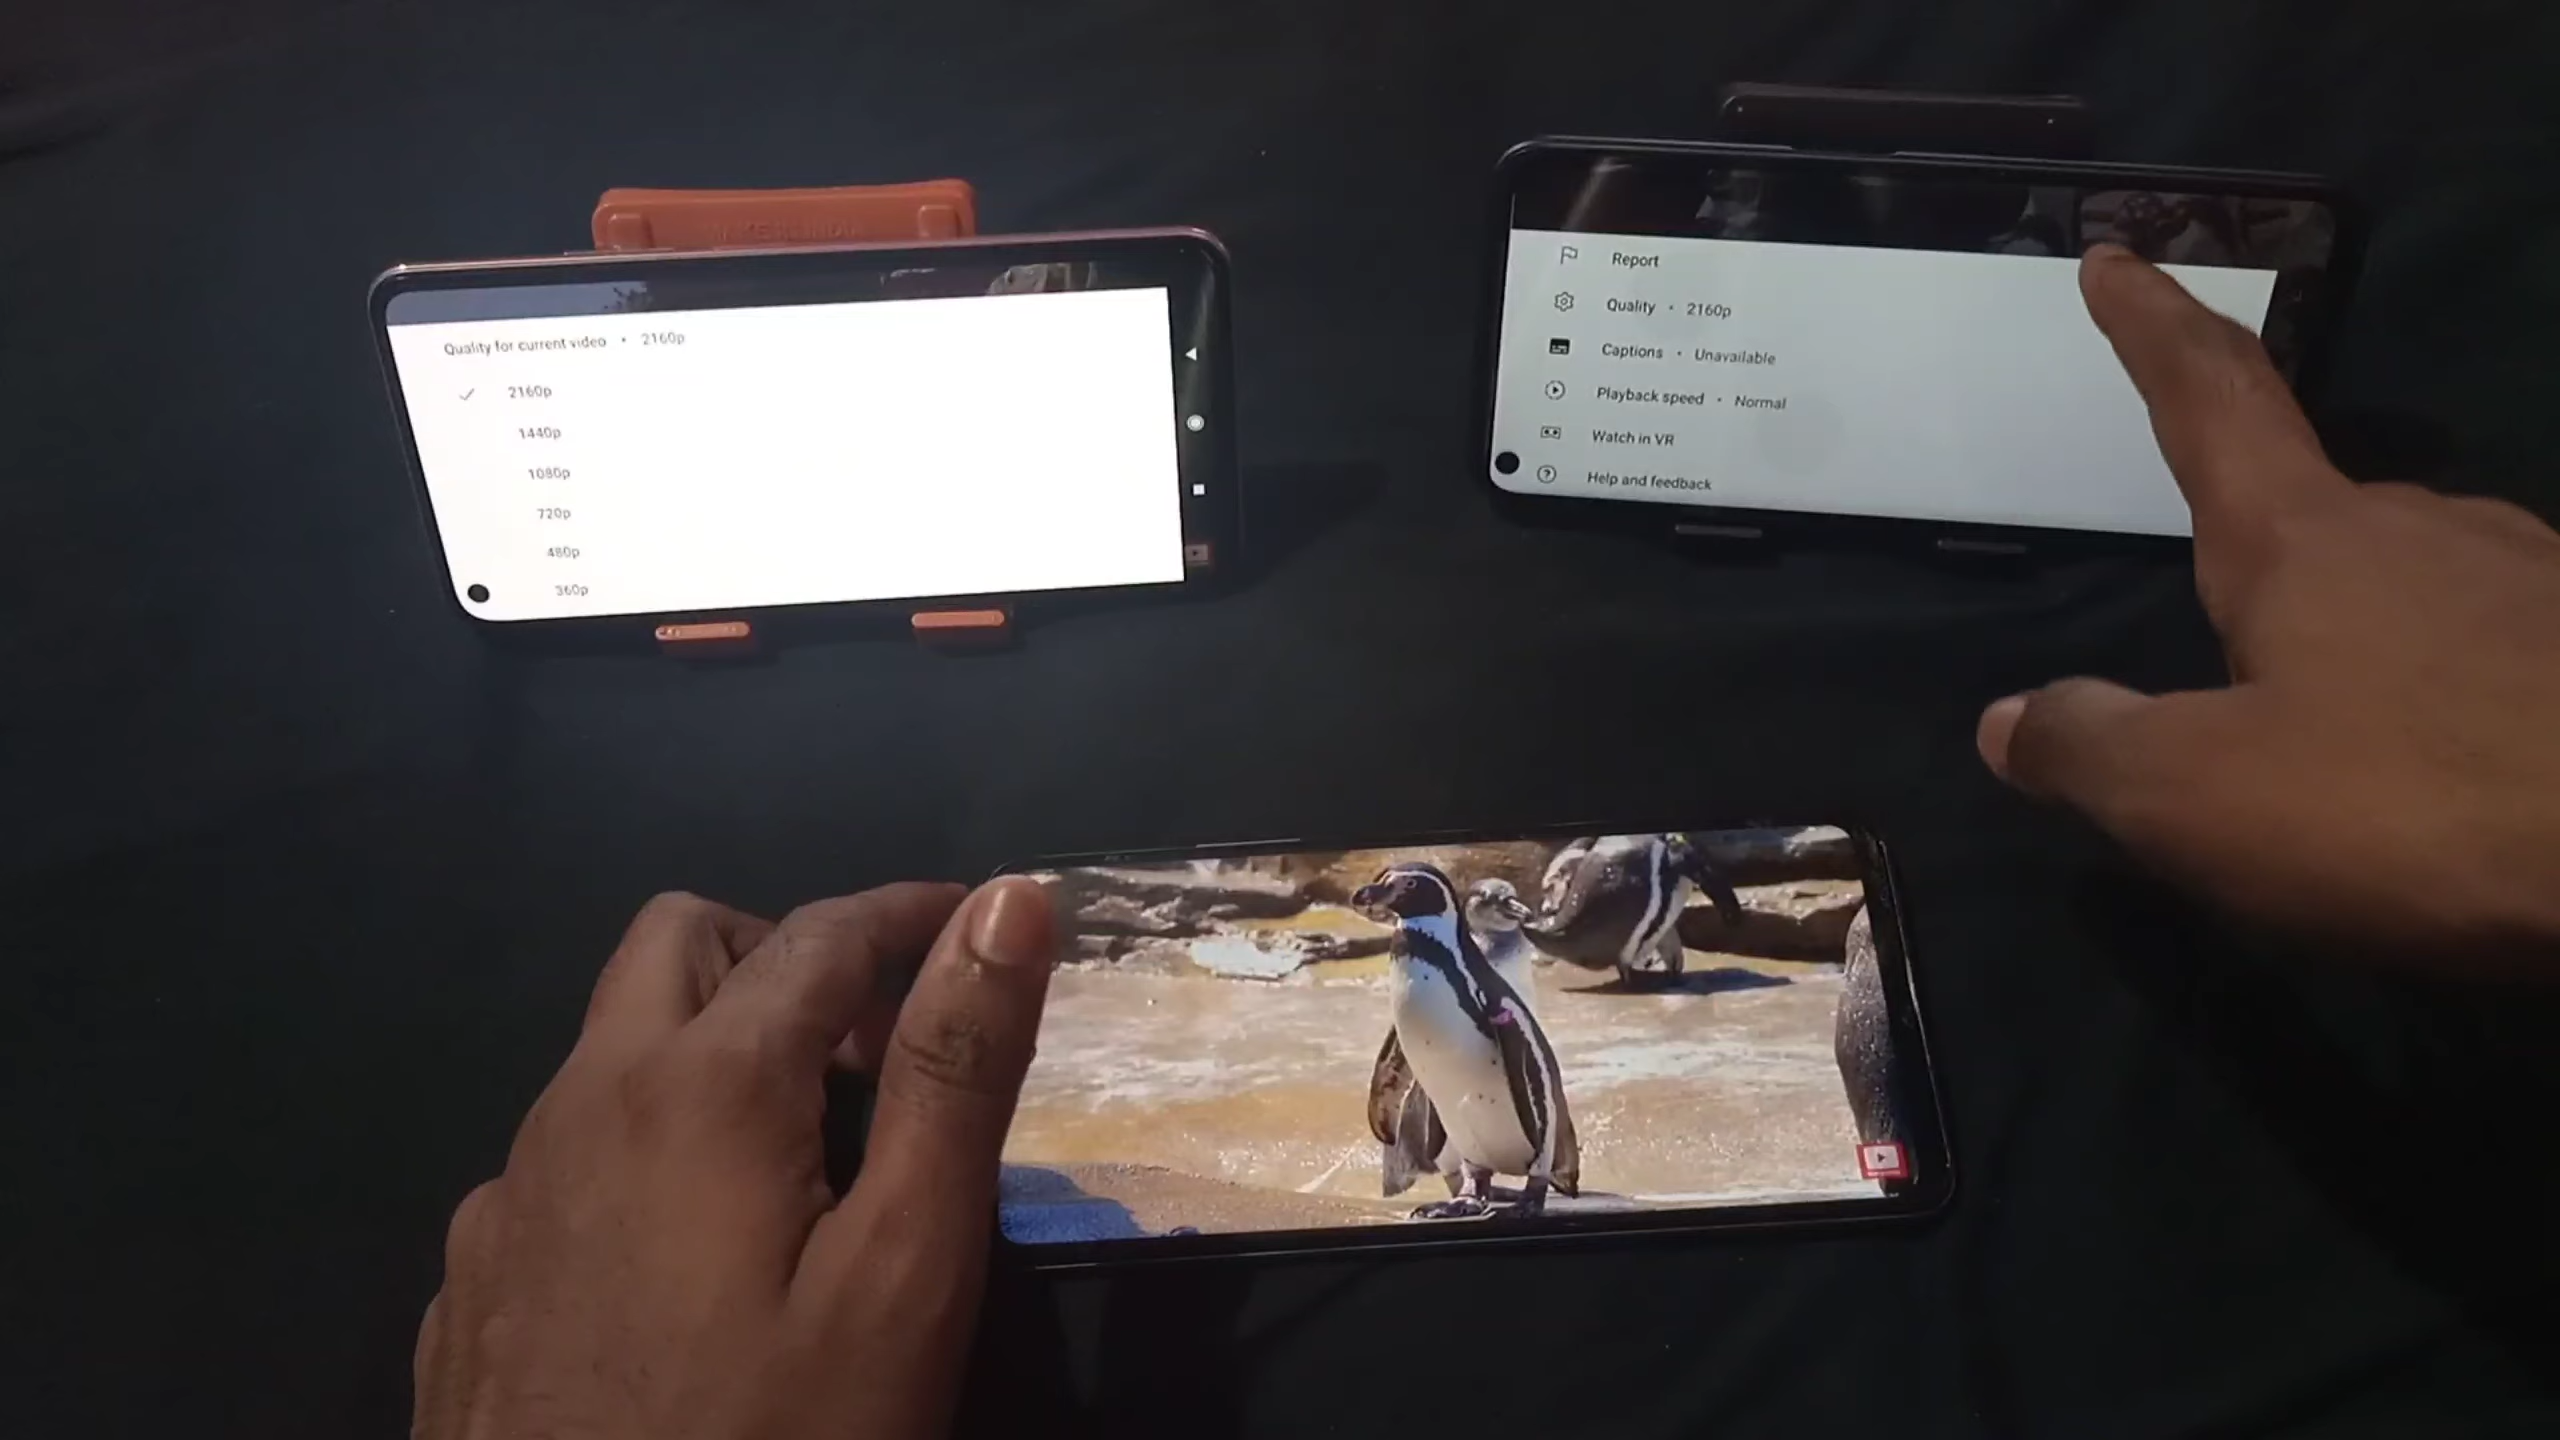 Quality for current video • 2160p
✓ 2160p
1440p
1080p
720p
480p
360p
Report
Quality • 2160p
Captions • Unavailable
Playback speed • Normal
Watch in VR
Help and feedback